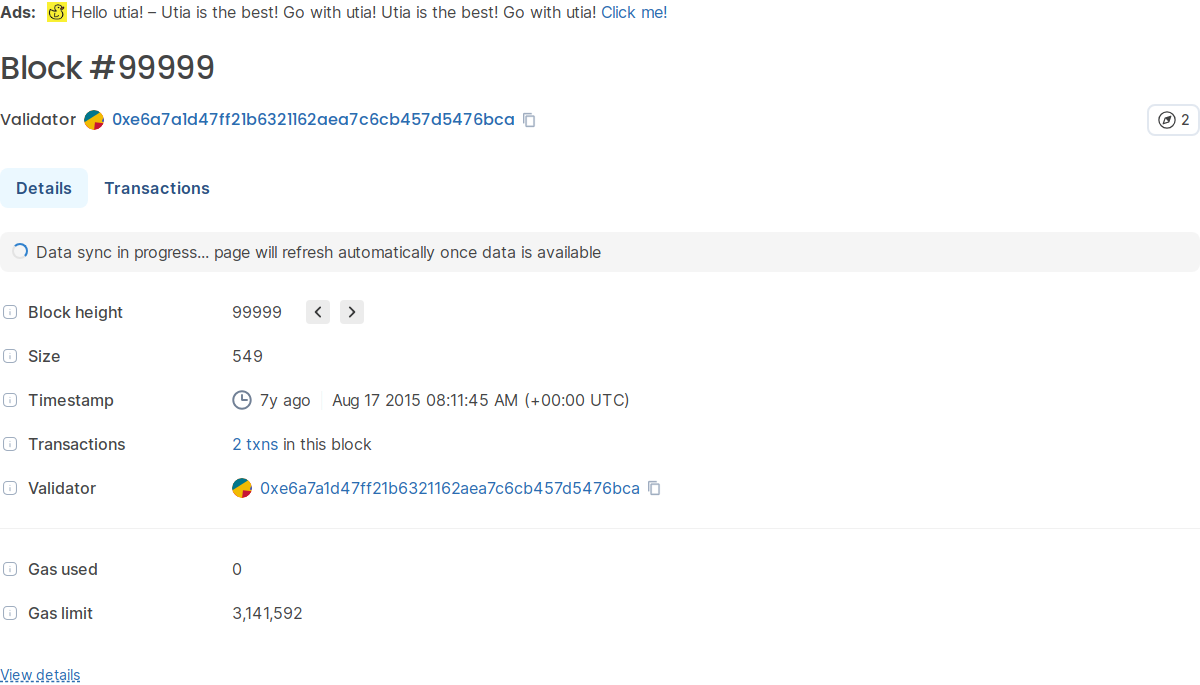 Ads: Hello utia! – Utia is the best! Go with utia! Utia is the best! Go with utia! Click me!
Block #99999
Validator 0xe6a7a1d47ff21b6321162aea7c6cb457d5476bca 2
Details Transactions
Data sync in progress... page will refresh automatically once data is available
Block height 99999
Size 549
Timestamp 7y ago Aug 17 2015 08:11:45 AM (+00:00 UTC)
Transactions 2 txns in this block
Validator 0xe6a7a1d47ff21b6321162aea7c6cb457d5476bca
Gas used 0
Gas limit 3,141,592
View details